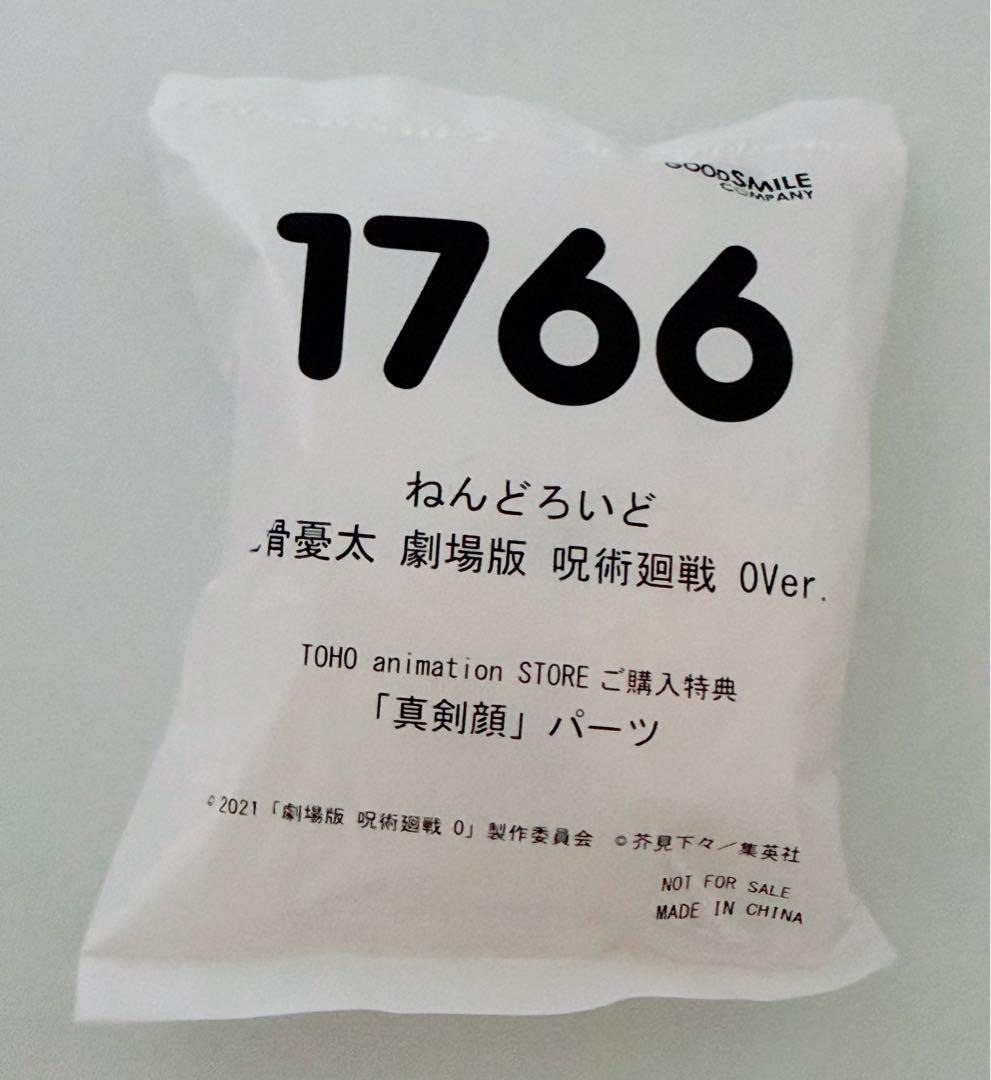 GOODSMILE
COMPANY
1766
ねんどろいど
骨憂太 劇場版 呪術廻戦 0Ver.
TOHO animation STORE ご購入特典
「真剣顔」パーツ
©2021「劇場版 呪術廻戦 0」製作委員会 ©芥見下々／集英社
NOT FOR SALE
MADE IN CHINA